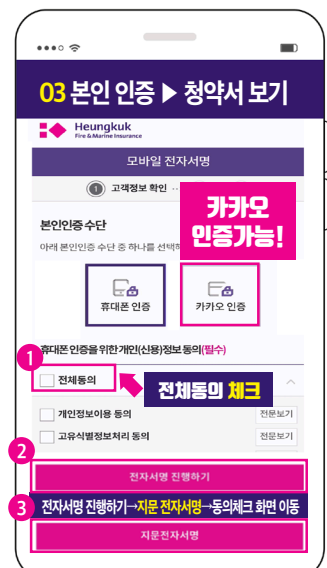 03 본인 인증 ▶ 청약서 보기
Heungkuk
Fire & Marine Insurance
모바일 전자서명
1 고객정보 확인 ···
카카오
인증가능!
본인인증 수단
아래 본인인증 수단 중 하나를 선택
휴대폰 인증
카카오 인증
1
휴대폰 인증을 위한 개인(신용)정보 동의(필수)
전체동의
전체동의 체크
개인정보이용 동의
전문보기
고유식별정보처리 동의
전문보기
2
전자서명 진행하기
3
전자서명 진행하기→지문 전자서명→동의체크 화면 이동
지문전자서명